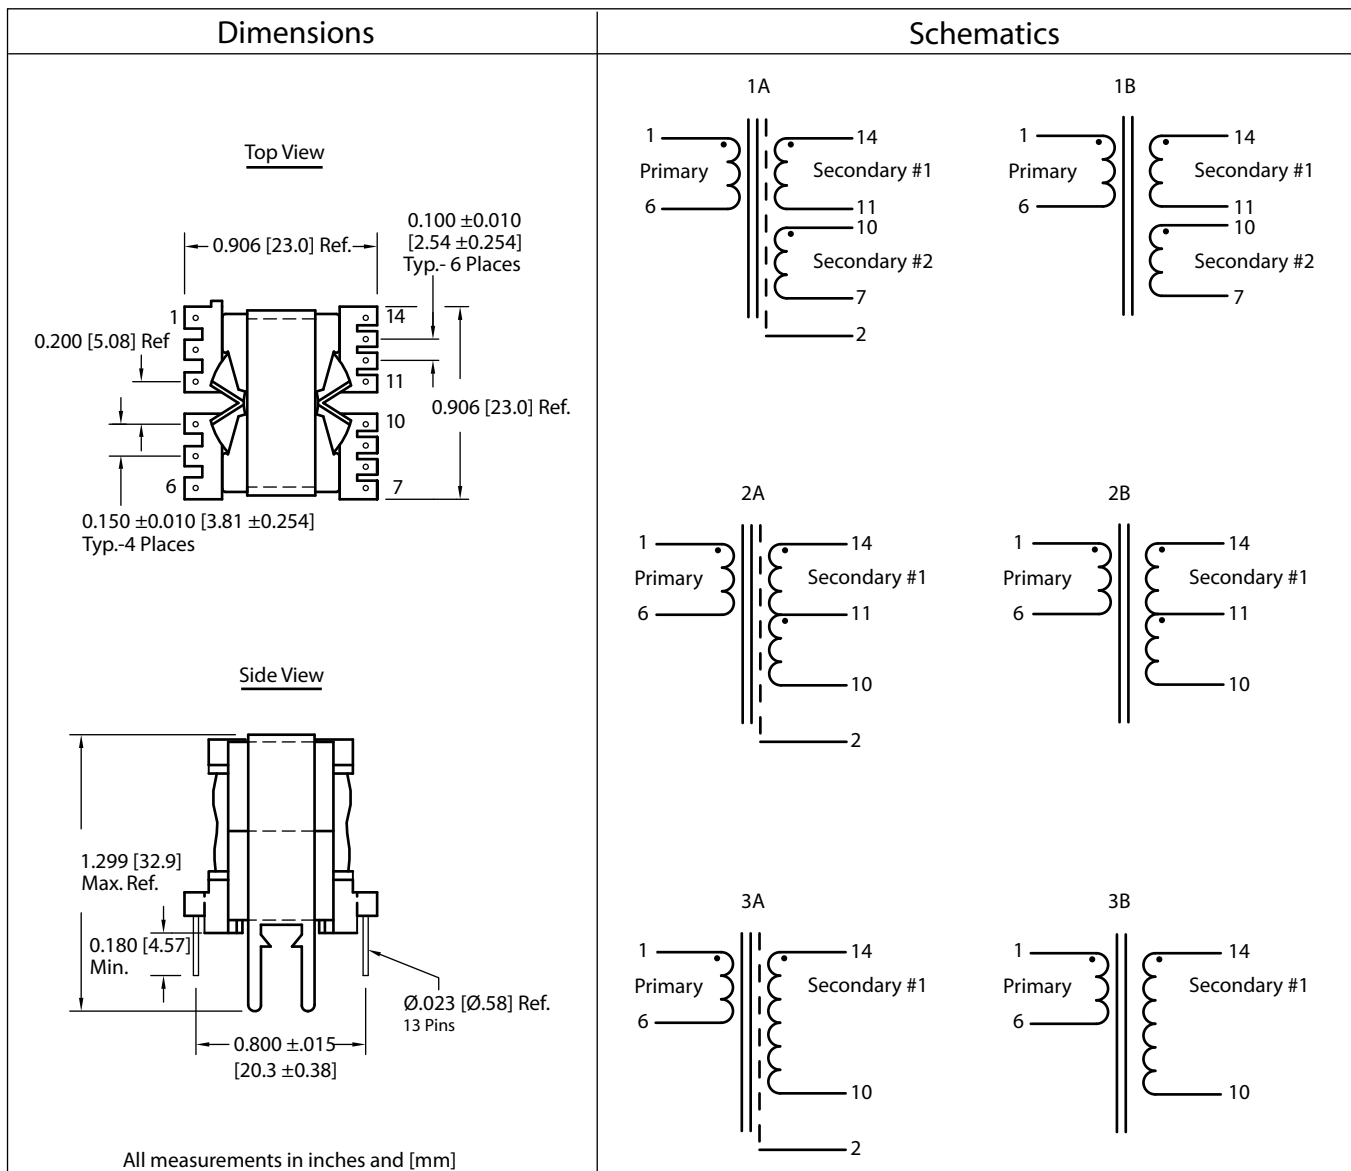 Dimensions
Schematics
Top View
0.906 [23.0] Ref.
0.100 ±0.010
[2.54 ±0.254]
Typ.- 6 Places
1
14
0.200 [5.08] Ref
11
0.906 [23.0] Ref.
10
6
7
0.150 ±0.010 [3.81 ±0.254]
Typ.-4 Places
Side View
1.299 [32.9]
Max. Ref.
0.180 [4.57]
Min.
Ø.023 [Ø.58] Ref.
13 Pins
0.800 ±.015
[20.3 ±0.38]
All measurements in inches and [mm]
1A
1
14
Primary
Secondary #1
6
11
10
Secondary #2
7
2
1B
1
14
Primary
Secondary #1
6
11
10
Secondary #2
7
2A
1
14
Primary
Secondary #1
6
11
10
2
2B
1
14
Primary
Secondary #1
6
11
10
3A
1
14
Primary
Secondary #1
6
10
2
3B
1
14
Primary
Secondary #1
6
10